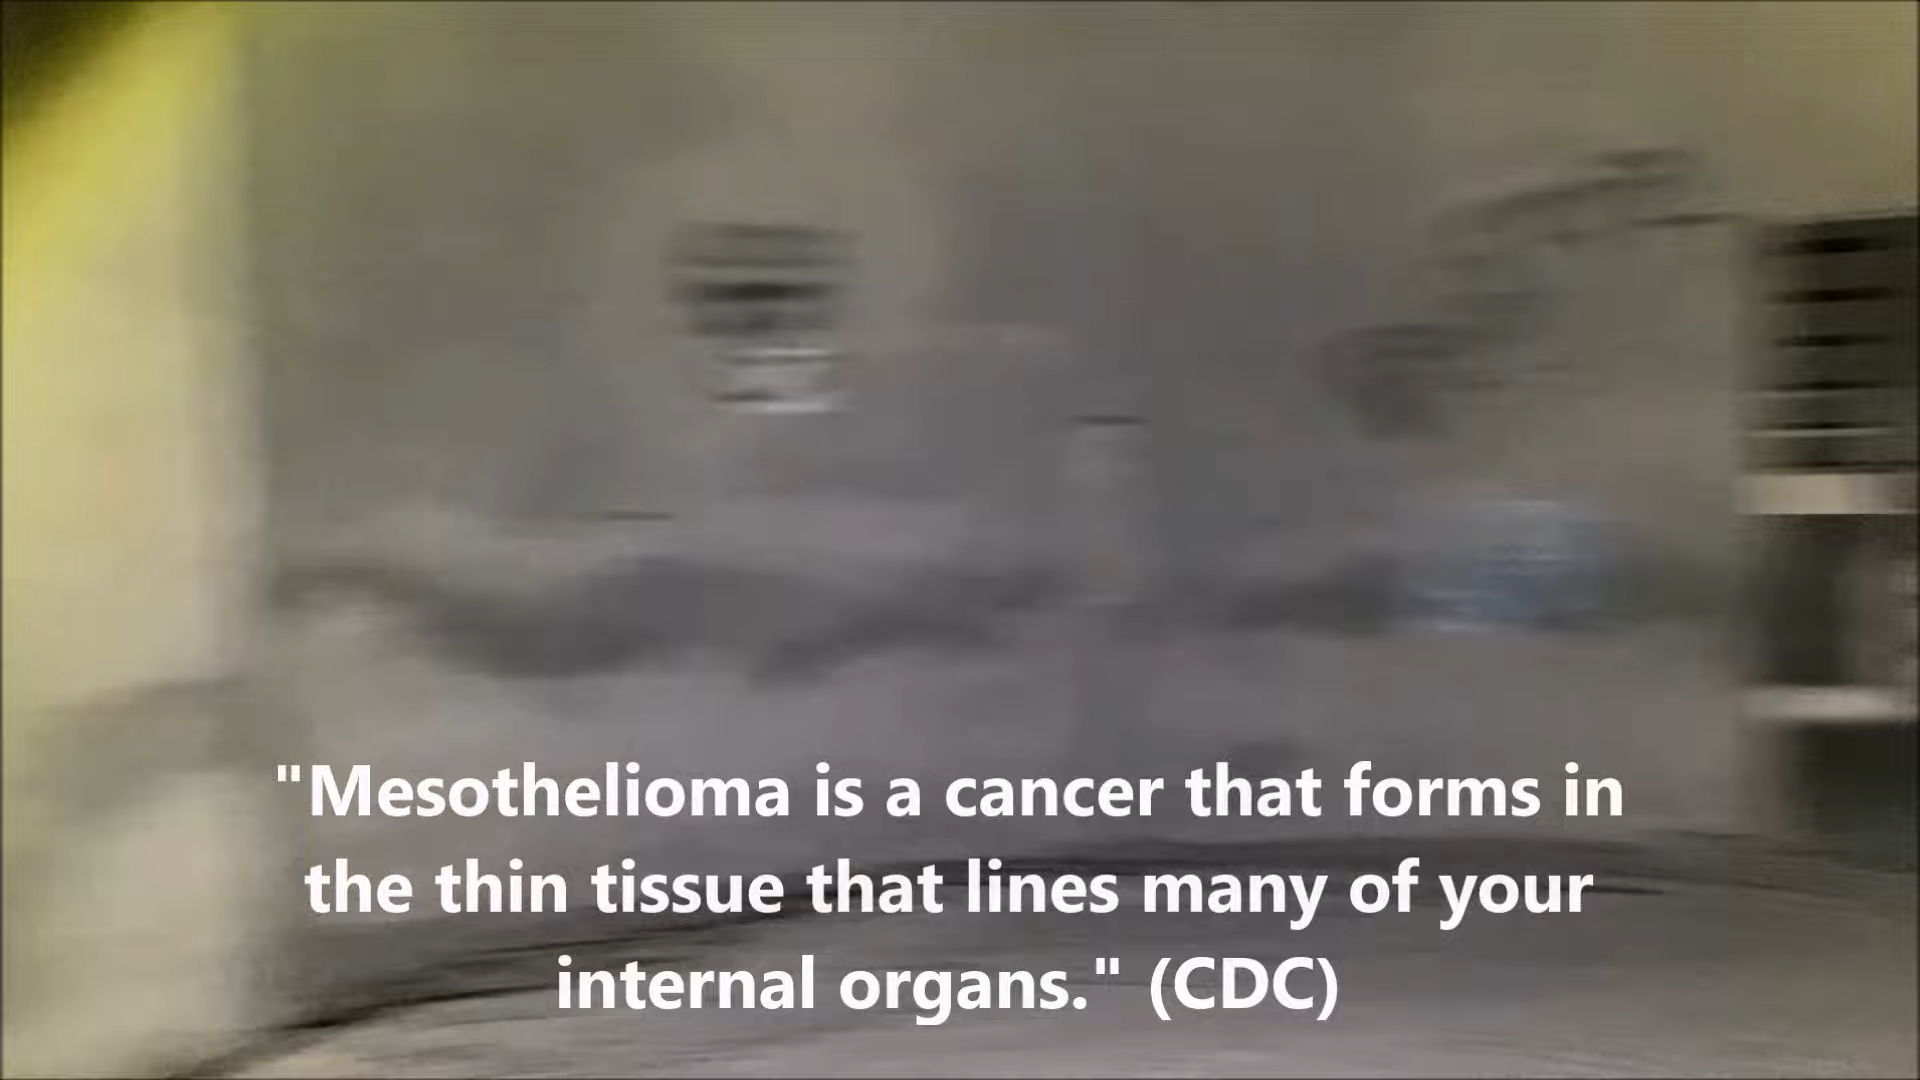 "Mesothelioma is a cancer that forms in
the thin tissue that lines many of your
internal organs." (CDC)